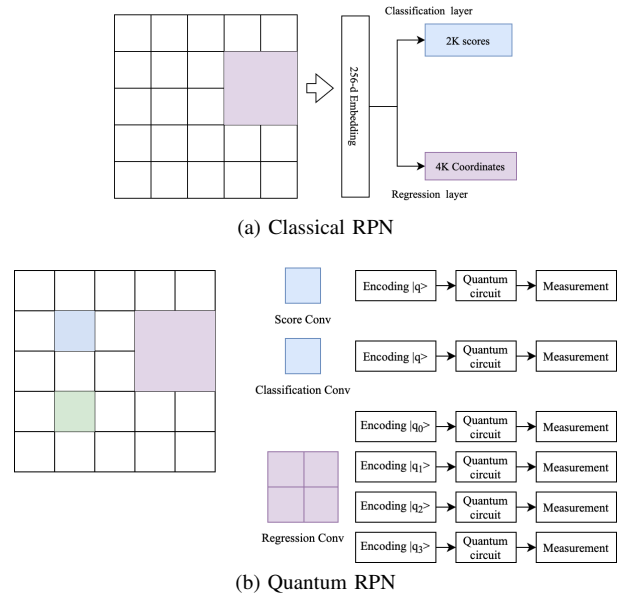 Classification layer
2K scores
256-d Embedding
4K Coordinates
Regression layer
(a) Classical RPN
Encoding |q>
Quantum
circuit
Measurement
Score Conv
Encoding |q>
Quantum
circuit
Measurement
Classification Conv
Encoding |q₀>
Quantum
circuit
Measurement
Encoding |q₁>
Quantum
circuit
Measurement
Encoding |q₂>
Quantum
circuit
Measurement
Regression Conv
Encoding |q₃>
Quantum
circuit
Measurement
(b) Quantum RPN